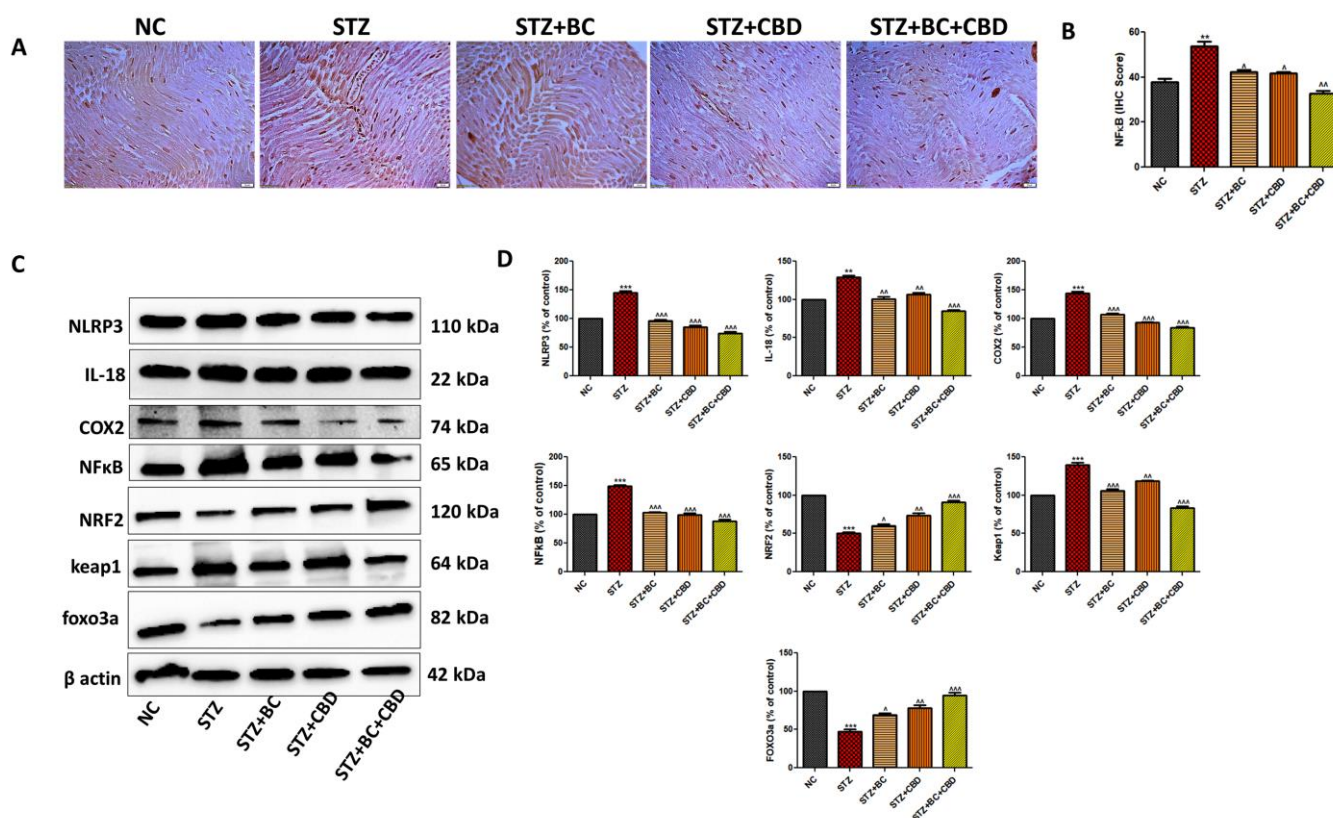 NC STZ STZ+BC STZ+CBD STZ+BC+CBD
A
B
NFκB (IHC Score)
60
40
20
0
**
^
^
^^
NC STZ STZ+BC STZ+CBD STZ+BC+CBD
C
NLRP3 110 kDa
IL-18 22 kDa
COX2 74 kDa
NFκB 65 kDa
NRF2 120 kDa
keap1 64 kDa
foxo3a 82 kDa
β actin 42 kDa
NC STZ STZ+BC STZ+CBD STZ+BC+CBD
D
NLRP3 (% of control)
200
150
100
50
0
***
^^^
^^^
^^^
NC STZ STZ+BC STZ+CBD STZ+BC+CBD
IL-18 (% of control)
150
100
50
0
**
^^
^^
^^^
NC STZ STZ+BC STZ+CBD STZ+BC+CBD
COX2 (% of control)
200
150
100
50
0
***
^^^
^^^
^^^
NC STZ STZ+BC STZ+CBD STZ+BC+CBD
NFkB (% of control)
200
150
100
50
0
***
^^^
^^^
^^^
NC STZ STZ+BC STZ+CBD STZ+BC+CBD
NRF2 (% of control)
150
100
50
0
***
^
^^
^^^
NC STZ STZ+BC STZ+CBD STZ+BC+CBD
Keap1 (% of control)
150
100
50
0
***
^^^
^^
^^^
NC STZ STZ+BC STZ+CBD STZ+BC+CBD
FOXO3a (% of control)
150
100
50
0
***
^
^^
^^^
NC STZ STZ+BC STZ+CBD STZ+BC+CBD